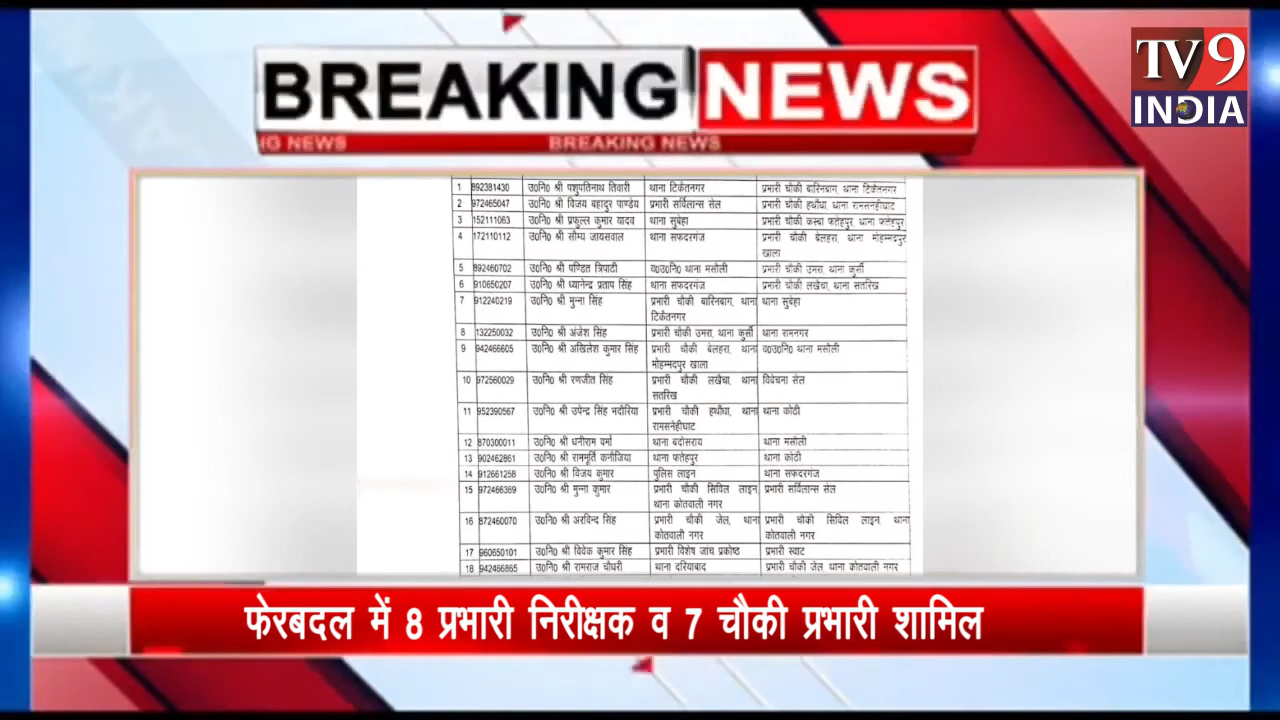 TV9
INDIA
BREAKING NEWS
NG NEWS BREAKING NEWS
1 892381430 उ0नि0 श्री पशुपतिनाथ तिवारी थाना टिकैतनगर प्रभारी चौकी बारिनबाग, थाना टिकैतनगर
2 972465047 उ0नि0 श्री विजय बहादुर पाण्डेय प्रभारी सर्विलान्स सेल प्रभारी चौकी हथौंधा, थाना रामसनेहीघाट
3 152111063 उ0नि0 श्री प्रफुल्ल कुमार यादव थाना सुबेहा प्रभारी चौकी कस्बा फतेहपुर, थाना फतेहपुर
4 172110112 उ0नि0 श्री सौम्य जायसवाल थाना सफदरगंज प्रभारी चौकी बेलहरा, थाना मोहम्मदपुर
खाला
5 892460702 उ0नि0 श्री पण्डित त्रिपाठी व0उ0नि0 थाना मसौली प्रभारी चौकी उमरा थाना कुर्सी
6 910650207 उ0नि0 श्री ध्यानेन्द्र प्रताप सिंह थाना सफदरगंज प्रभारी चौकी लखैचा, थाना सतरिख
7 912240219 उ0नि0 श्री मुन्ना सिंह प्रभारी चौकी बारिनबाग, थाना थाना सुबेहा
टिकैतनगर
8 132250032 उ0नि0 श्री अंजेश सिंह प्रभारी चौकी उमरा, थाना कुर्सी थाना रामनगर
9 942466605 उ0नि0 श्री अखिलेश कुमार सिंह प्रभारी चौकी बेलहरा, थाना व0उ0नि0 थाना मसौली
मोहम्मदपुर खाला
10 972560029 उ0नि0 श्री रणजीत सिंह प्रभारी चौकी लखैचा, थाना विवेचना सेल
सतरिख
11 952390567 उ0नि0 श्री उपेन्द्र सिंह भदौरिया प्रभारी चौकी हथौंधा, थाना थाना कोठी
रामसनेहीघाट
12 870300011 उ0नि0 श्री धनीराम वर्मा थाना बदोसराय थाना मसौली
13 902462861 उ0नि0 श्री राममूर्ति कनौजिया थाना फतेहपुर थाना कोठी
14 912661258 उ0नि0 श्री विजय कुमार पुलिस लाइन थाना सफदरगंज
15 972466369 उ0नि0 श्री मुन्ना कुमार प्रभारी चौकी सिविल लाइन, प्रभारी सर्विलान्स सेल
थाना कोतवाली नगर
16 872460070 उ0नि0 श्री अरविन्द सिंह प्रभारी चौकी जेल, थाना प्रभारी चौकी सिविल लाइन, थाना
कोतवाली नगर कोतवाली नगर
17 960650101 उ0नि0 श्री विवेक कुमार सिंह प्रभारी विशेष जांच प्रकोष्ठ प्रभारी स्वाट
18 942466865 उ0नि0 श्री रामराज चौधरी थाना दरियाबाद प्रभारी चौकी जेल थाना कोतवाली नगर
फेरबदल में 8 प्रभारी निरीक्षक व 7 चौकी प्रभारी शामिल